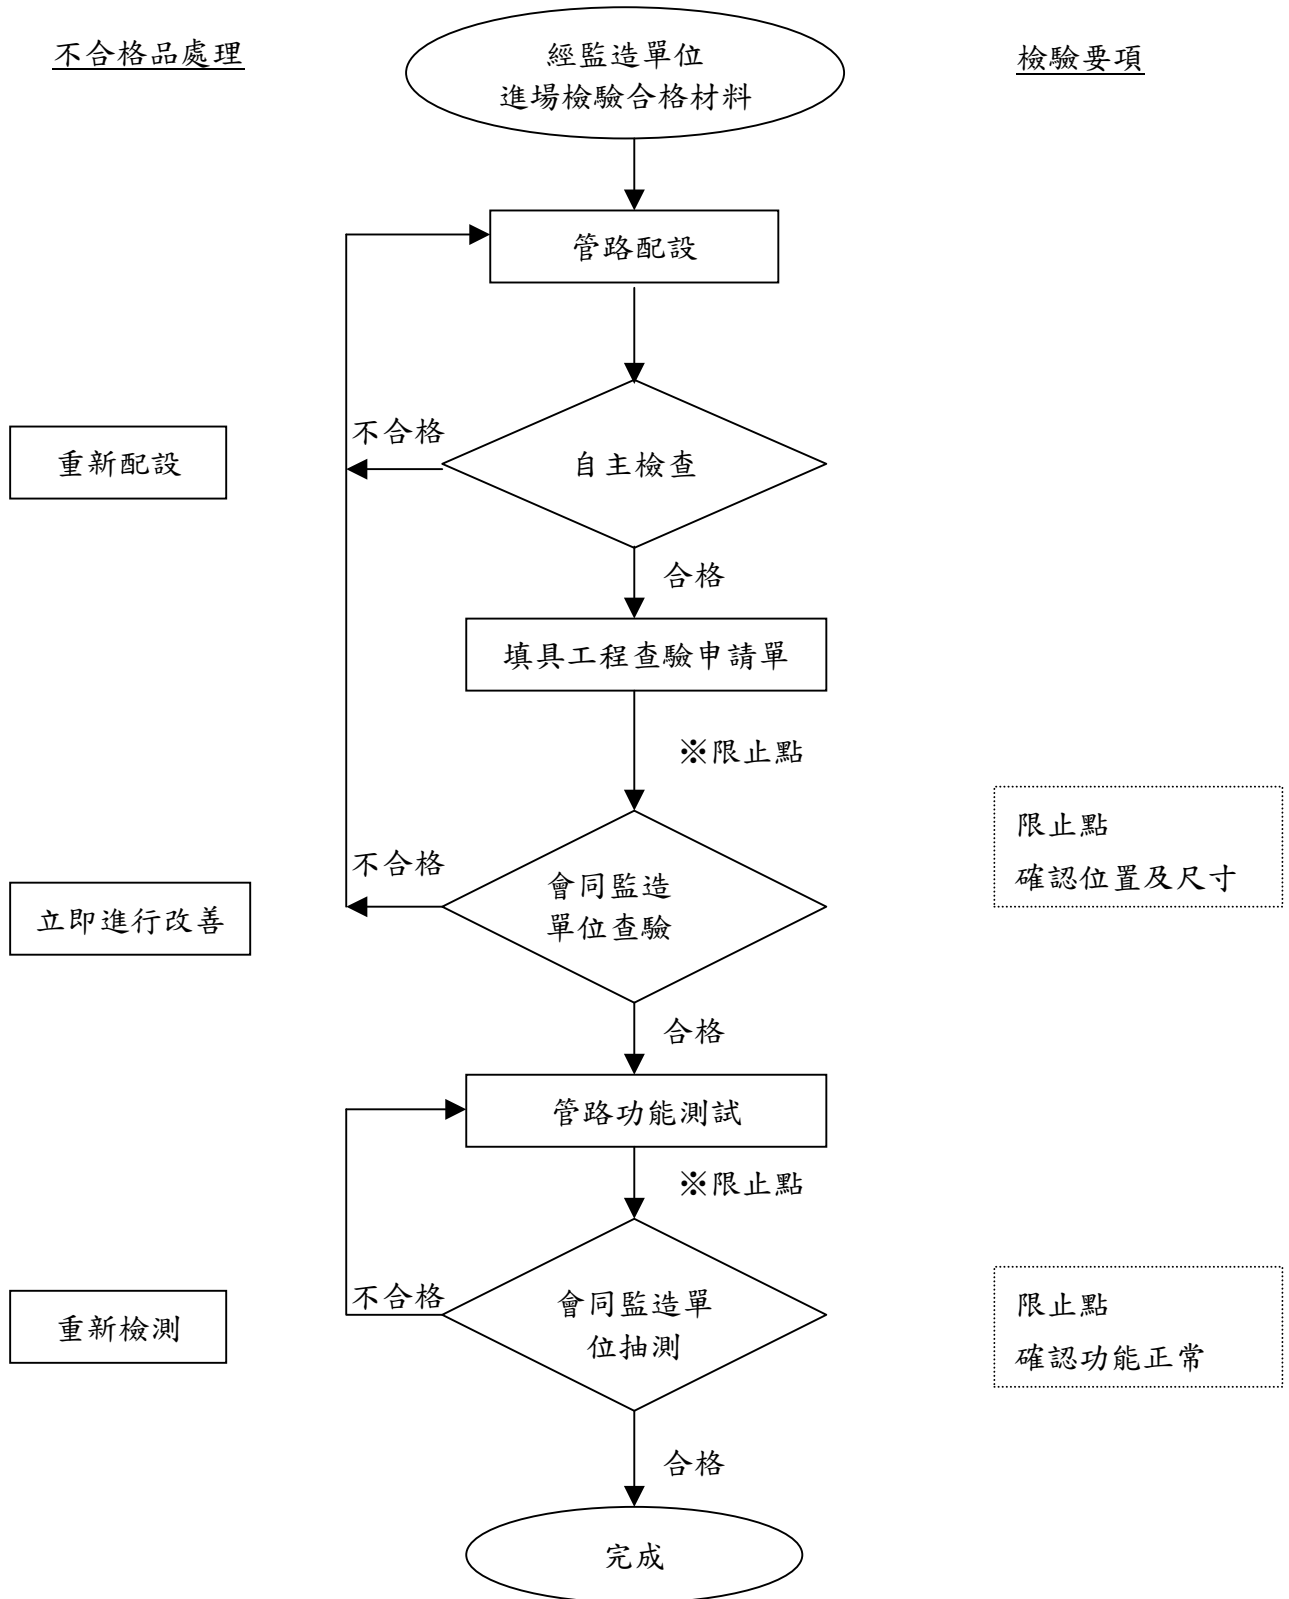 不合格品處理
經監造單位
進場檢驗合格材料
檢驗要項
管路配設
不合格
重新配設
自主檢查
合格
填具工程查驗申請單
※限止點
限止點
確認位置及尺寸
不合格
立即進行改善
會同監造
單位查驗
合格
管路功能測試
※限止點
不合格
重新檢測
會同監造單
位抽測
限止點
確認功能正常
合格
完成